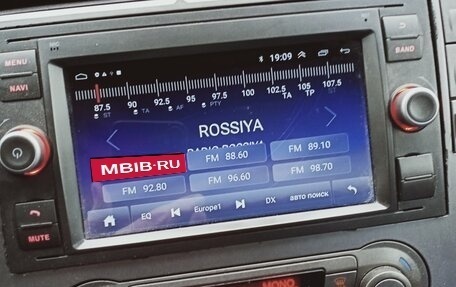 MIC
19:09
MENU
NAVI
BAND
87.5 90 92.5 95 97.5 100 102.5 105 107.5
ST TA AF PTY TA TP
ROSSIYA
MBIB-RU
FM 88.60 FM 89.10
FM 92.80 FM 96.60 FM 98.70
EQ Europe1 DX авто поиск
MUTE
MONO